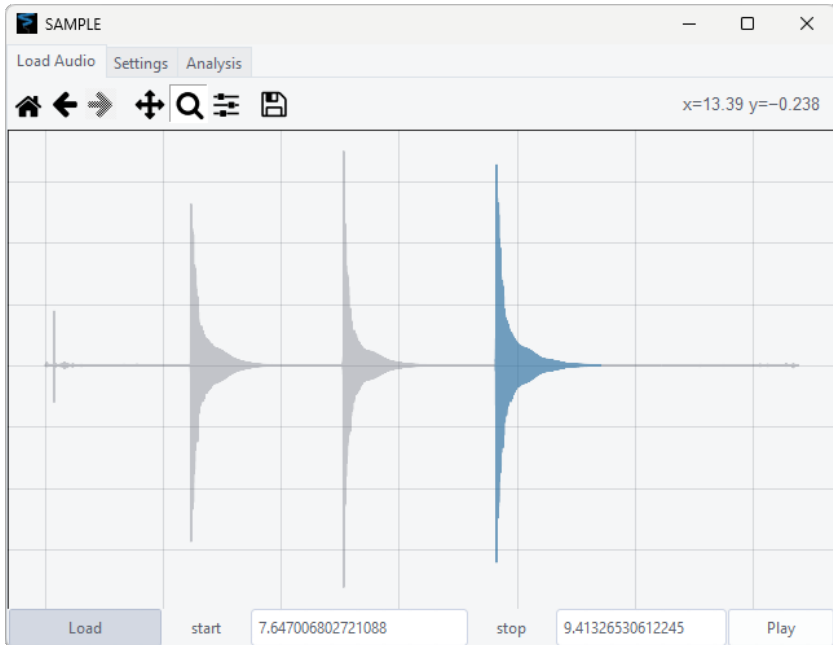 SAMPLE
Load Audio Settings Analysis
x=13.39 y=−0.238
Load start 7.647006802721088 stop 9.41326530612245 Play